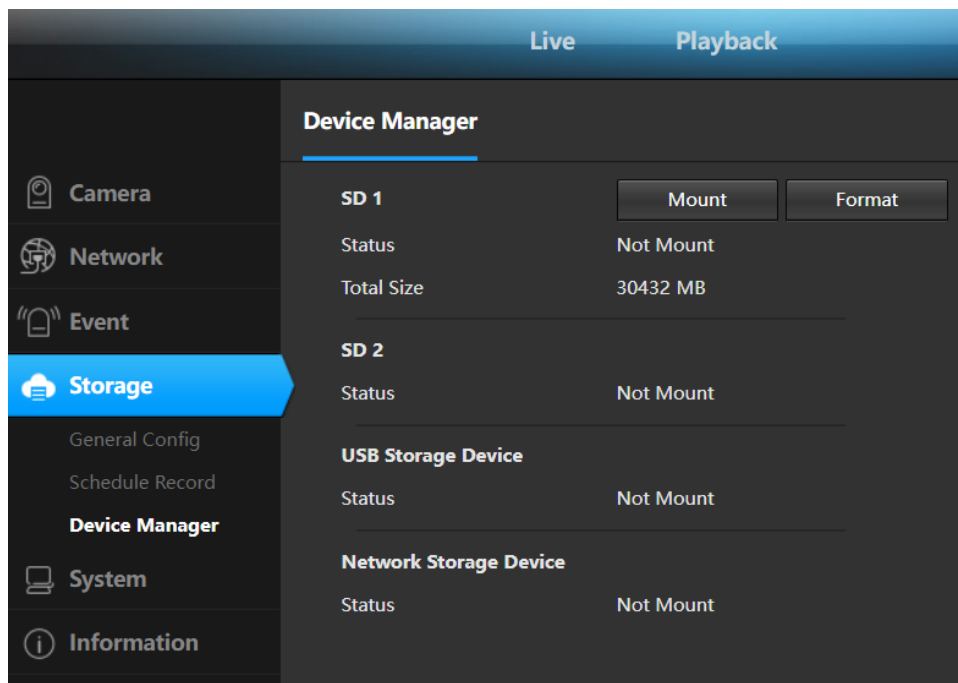 Live Playback
Device Manager
Camera
Network
Event
Storage
General Config
Schedule Record
Device Manager
System
Information
SD 1 Mount Format
Status Not Mount
Total Size 30432 MB
SD 2
Status Not Mount
USB Storage Device
Status Not Mount
Network Storage Device
Status Not Mount